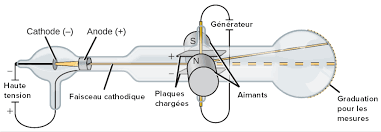 Générateur
Cathode (–)
Anode (+)
S
+
N
–
–
Haute
tension
+
Faisceau cathodique
Plaques
chargées
Aimants
Graduation
pour les
mesures